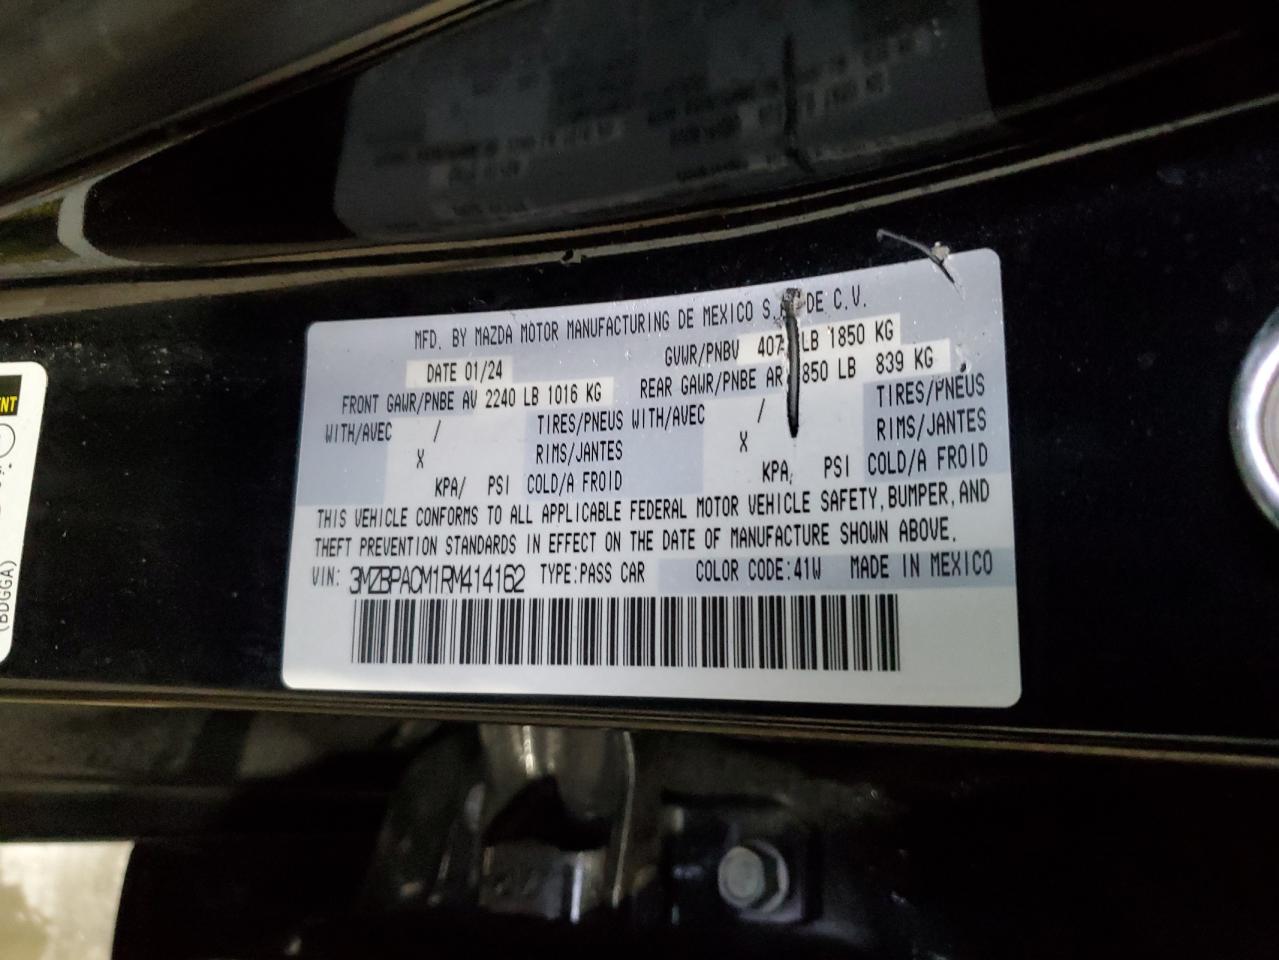 MFD. BY MAZDA MOTOR MANUFACTURING DE MEXICO S.A. DE C.V.
DATE 01/24
GVWR/PNBV LB 1850 KG
FRONT GAWR/PNBE AV 2240 LB 1016 KG
REAR GAWR/PNBE AR 850 LB 839 KG
WITH/AVEC / TIRES/PNEUS WITH/AVEC / TIRES/PNEUS
X RIMS/JANTES X RIMS/JANTES
KPA/ PSI COLD/A FROID KPA, PSI COLD/A FROID
THIS VEHICLE CONFORMS TO ALL APPLICABLE FEDERAL MOTOR VEHICLE SAFETY, BUMPER, AND
THEFT PREVENTION STANDARDS IN EFFECT ON THE DATE OF MANUFACTURE SHOWN ABOVE.
VIN: 3MZBPACM1RM414162 TYPE:PASS CAR COLOR CODE:41W MADE IN MEXICO
(BDGGA)